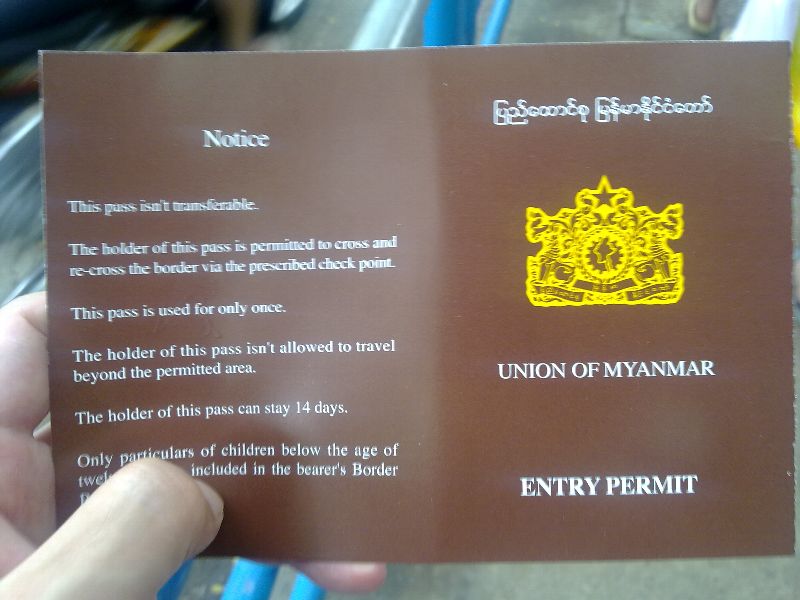 Notice
This pass isn't transferable.
The holder of this pass is permitted to cross and
re-cross the border via the prescribed check point.
This pass is used for only once.
The holder of this pass isn't allowed to travel
beyond the permitted area.
The holder of this pass can stay 14 days.
Only particulars of children below the age of
included in the bearer's Border
ပြည်ထောင်စု မြန်မာနိုင်ငံတော်
UNION OF MYANMAR
ENTRY PERMIT